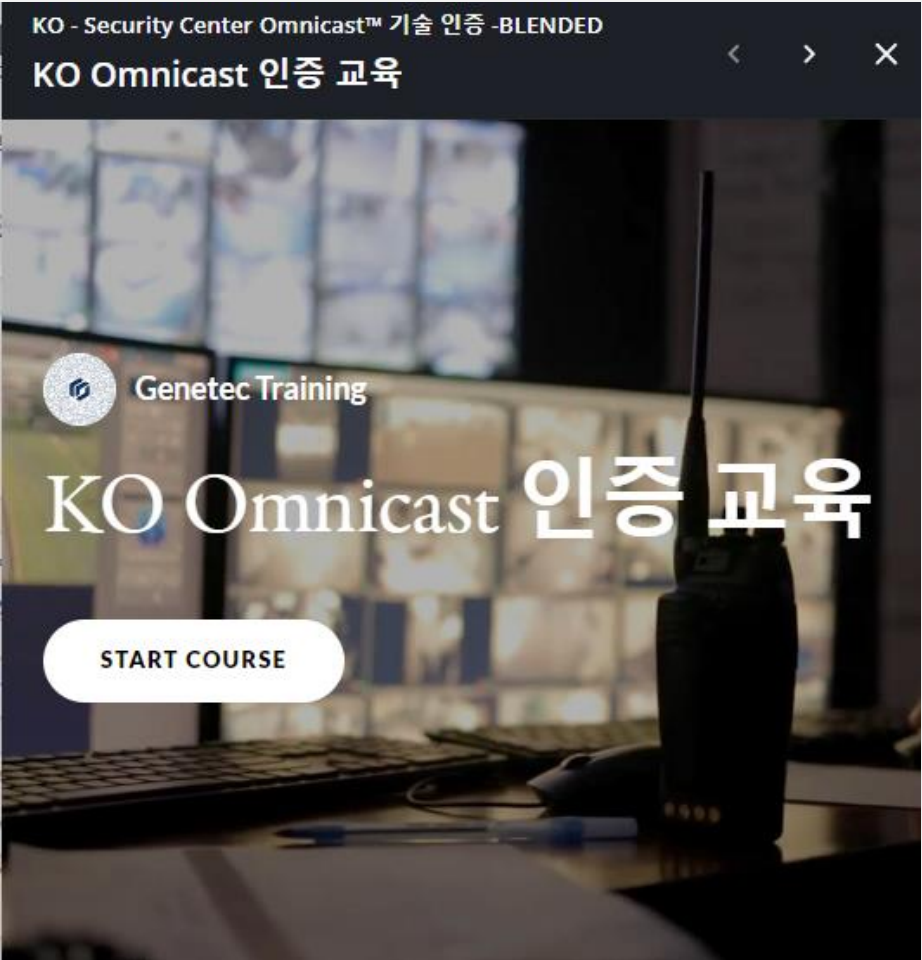 KO - Security Center Omnicast™ 기술 인증 -BLENDED
KO Omnicast 인증 교육
Genetec Training
KO Omnicast 인증 교육
START COURSE